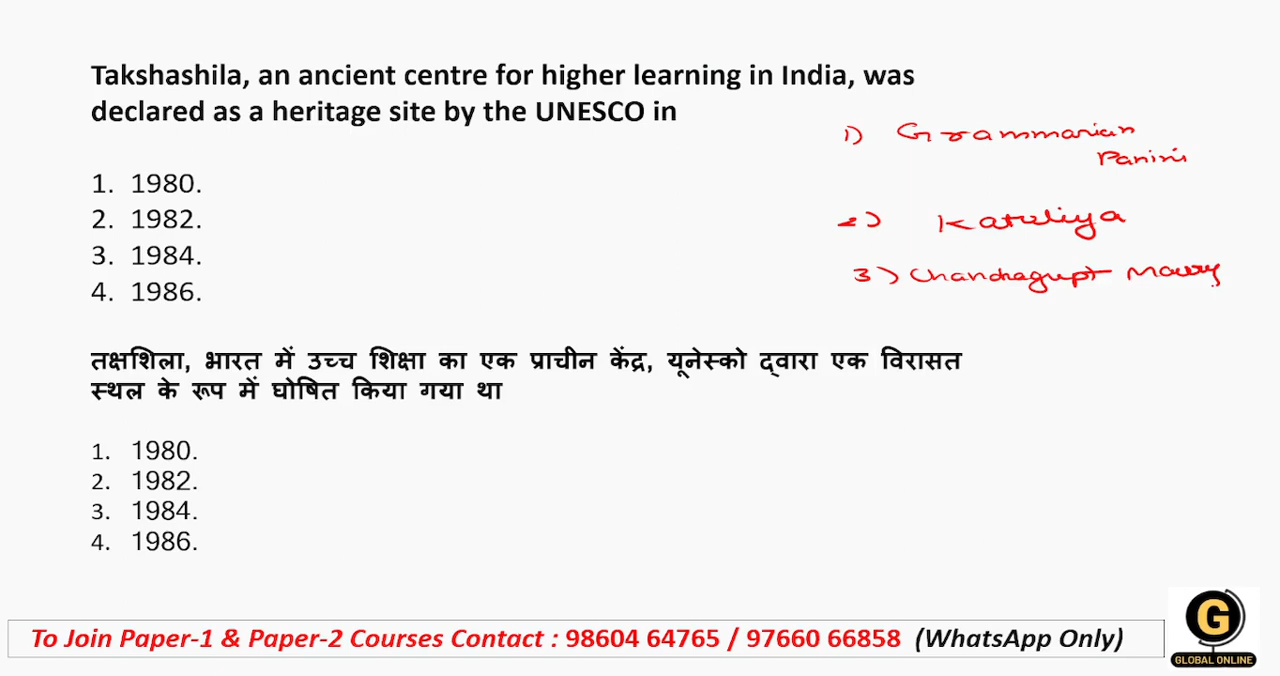 Takshashila, an ancient centre for higher learning in India, was
declared as a heritage site by the UNESCO in
1. 1980.
2. 1982.
3. 1984.
4. 1986.
1) Grammarian
Panini
2) Katuliya
3) Chandragupt Maury
तक्षशिला, भारत में उच्च शिक्षा का एक प्राचीन केंद्र, यूनेस्को द्वारा एक विरासत
स्थल के रूप में घोषित किया गया था
1. 1980.
2. 1982.
3. 1984.
4. 1986.
To Join Paper-1 & Paper-2 Courses Contact : 98604 64765 / 97660 66858 (WhatsApp Only)
G
GLOBAL ONLINE